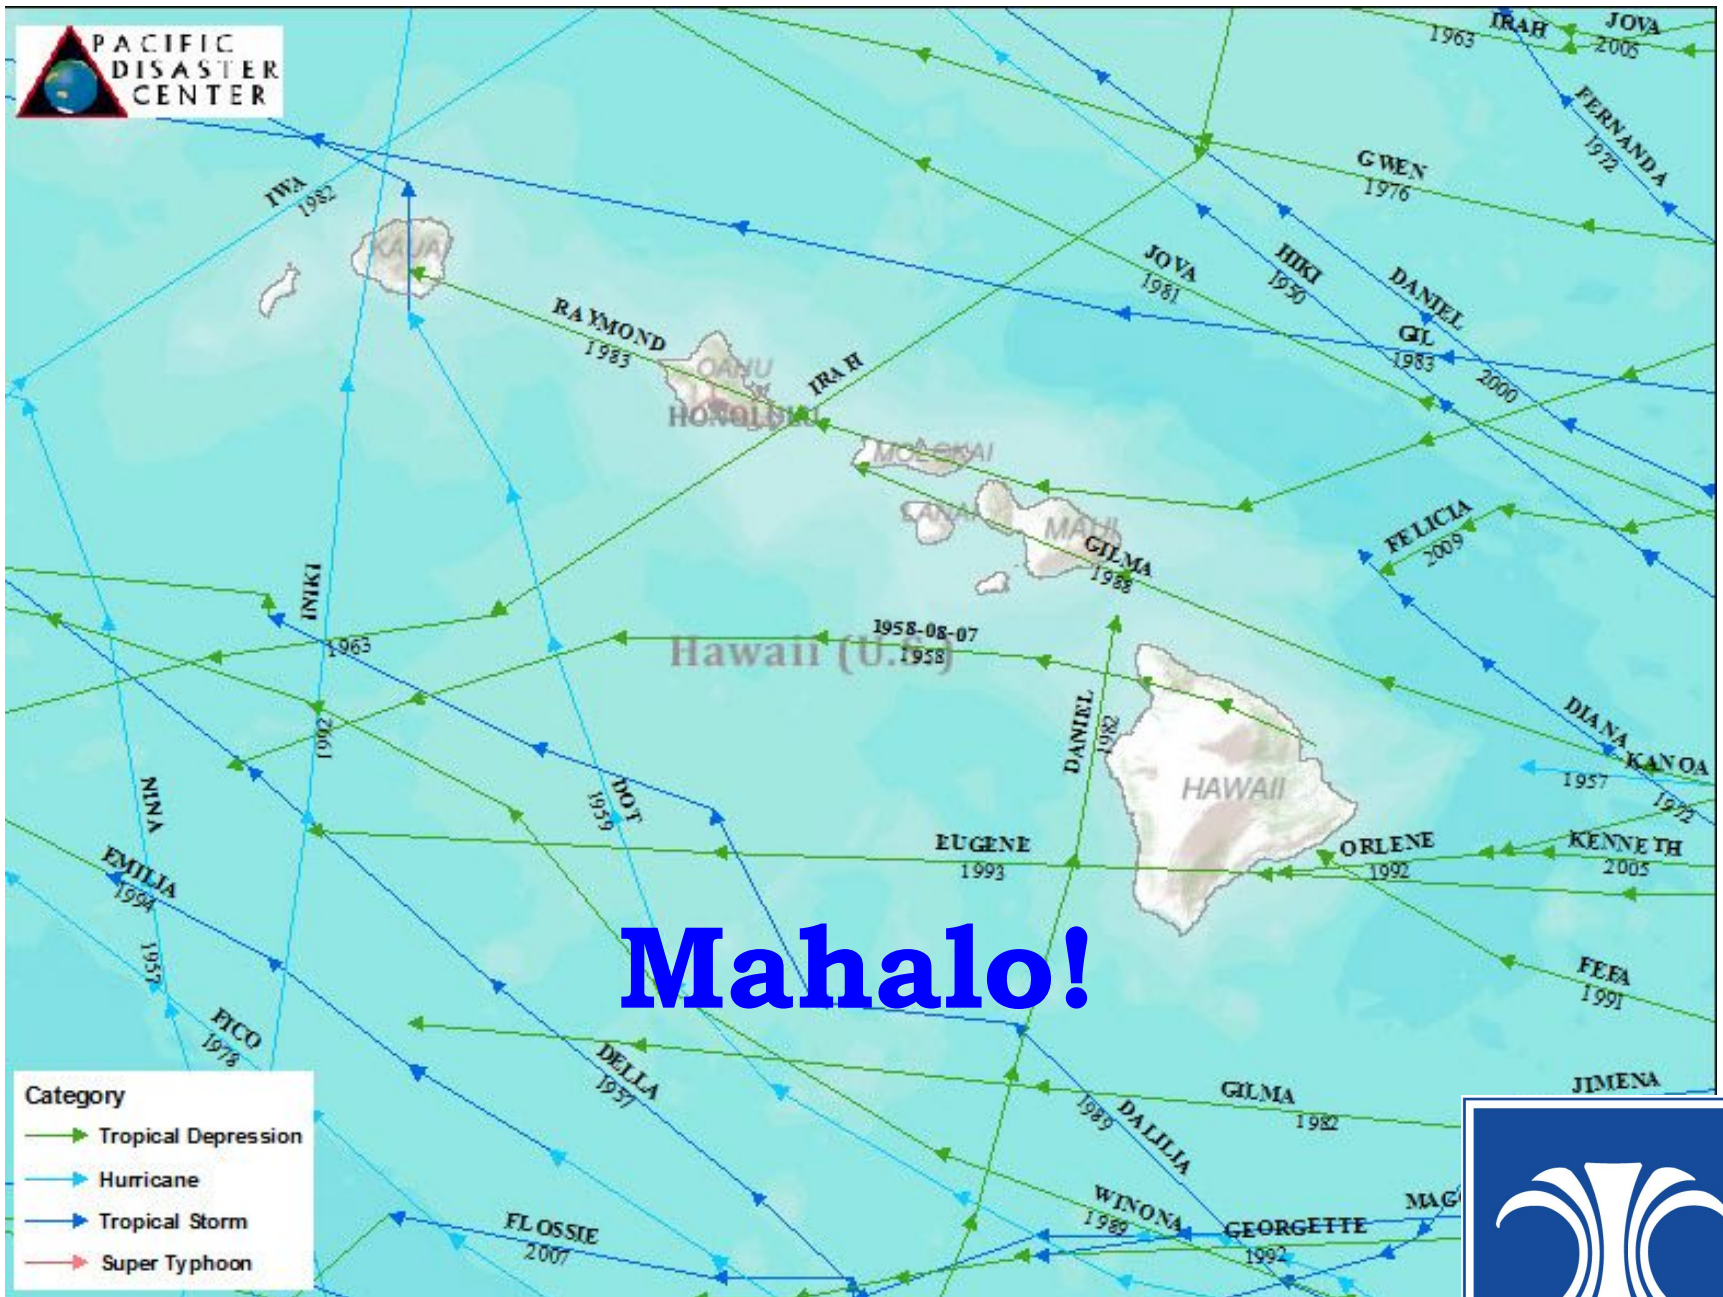 PACIFIC
DISASTER
CENTER
IRAH
1963
JOVA
2005
FERNANDA
1972
GWEN
1976
IWA
1982
KAUAI
JOVA
1981
HIKI
1950
DANIEL
2000
GIL
1983
RAYMOND
1983
OAHU
HONOLULU
IRAH
MOLOKAI
LANAI
MAUI
GILMA
1988
FELICIA
2009
INIKI
1992
1963
1958-08-07
1958
Hawaii (U.S.)
DANIEL
1982
HAWAII
DIANA
1972
KANOA
1957
NINA
1957
DOT
1959
EUGENE
1993
ORLENE
1992
KENNETH
2005
EMILIA
1994
Mahalo!
FEFA
1991
FICO
1978
DELLA
1957
GILMA
1982
JIMENA
DALILIA
1989
WINONA
1989
GEORGETTE
1992
FLOSSIE
2007
Category
Tropical Depression
Hurricane
Tropical Storm
Super Typhoon